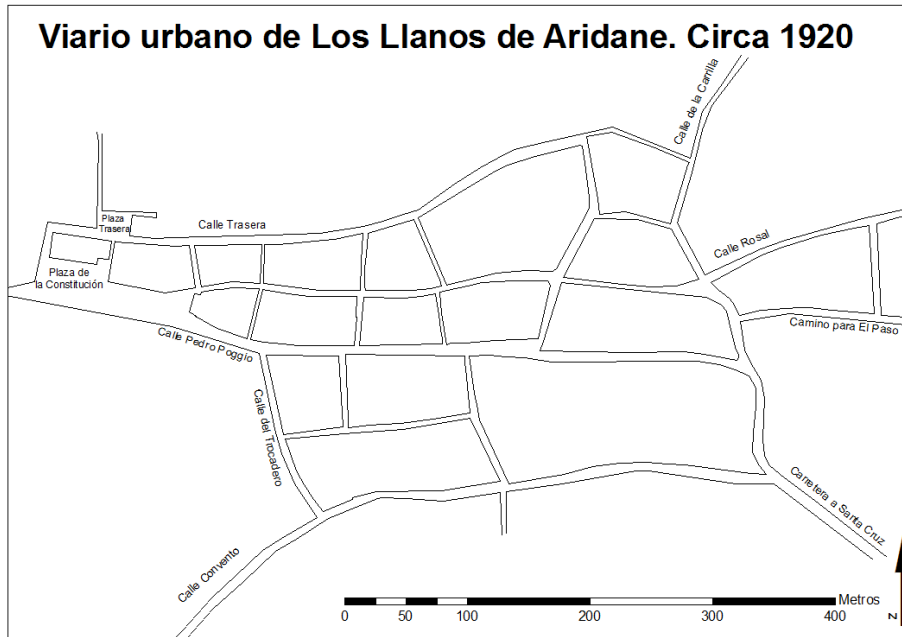 Viario urbano de Los Llanos de Aridane. Circa 1920
Calle de la Carrilla
Plaza
Trasera
Calle Trasera
Calle Rosal
Plaza de
la Constitución
Calle Pedro Poggio
Camino para El Paso
Calle del Trocadero
Carretera a Santa Cruz
Calle Convento
Metros
0 50 100 200 300 400
z